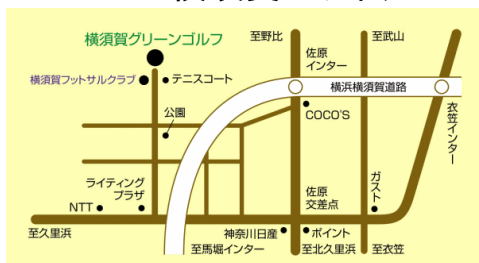 横須賀グリーンゴルフ
至野比
至武山
佐原
インター
横須賀フットサルクラブ
テニスコート
横浜横須賀道路
公園
COCO'S
衣笠インター
ライティング
プラザ
NTT
佐原
交差点
ガスト
至久里浜
神奈川日産
ポイント
至馬堀インター
至北久里浜
至衣笠